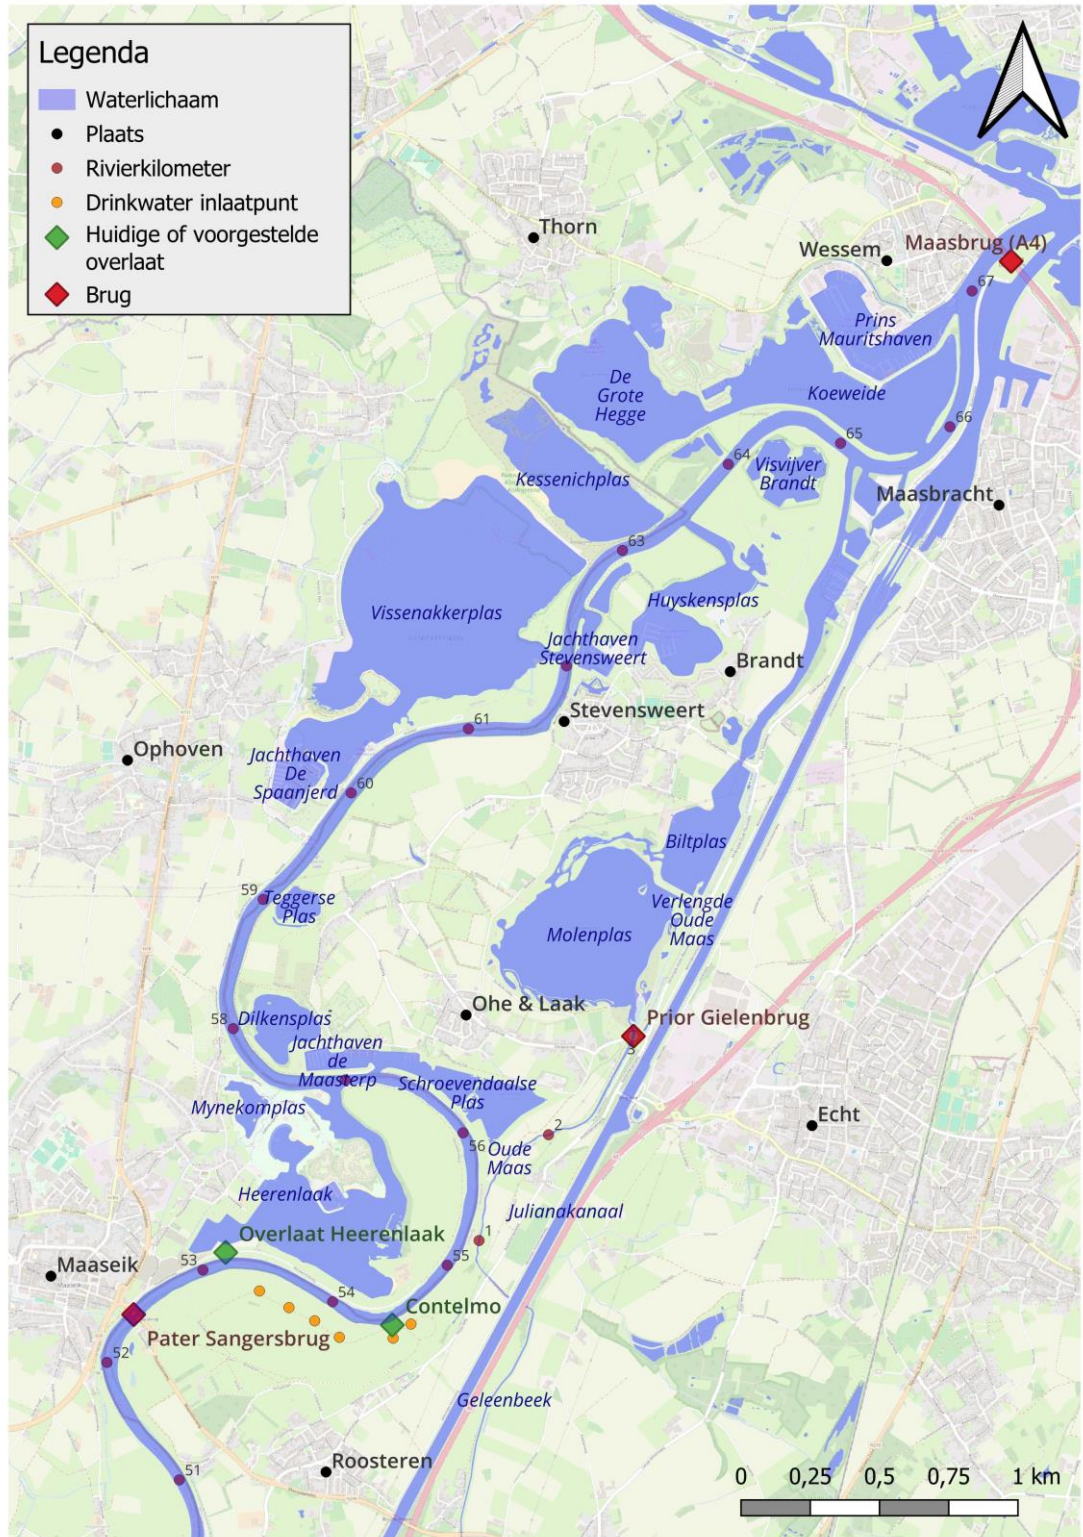 Legenda
Waterlichaam
Plaats
Rivierkilometer
Drinkwater inlaatpunt
Huidige of voorgestelde
overlaat
Brug
Thorn
Wessem
Maasbrug (A4)
67
Prins
Mauritshaven
De
Grote
Hegge
Koeweide
66
65
64
Visvijver
Brandt
Kessenichplas
Maasbracht
63
Vissenakkerplas
Huyskensplas
Jachthaven
Stevensweert
Brandt
Stevensweert
61
Ophoven
Jachthaven
De
Spaanjerd
60
Biltplas
59
Teggerse
Plas
Verlengde
Oude
Maas
Molenplas
Ohe & Laak
Prior Gielenbrug
3
58
Dilkensplas
Jachthaven
de
Maasterp
Schroevendaalse
Plas
Mynekomplas
Echt
2
56
Oude
Maas
Heerenlaak
Julianakanaal
Overlaat Heerenlaak
1
Maaseik
53
55
54
Contelmo
Pater Sangersbrug
52
Geleenbeek
Roosteren
51
0 0,25 0,5 0,75 1 km